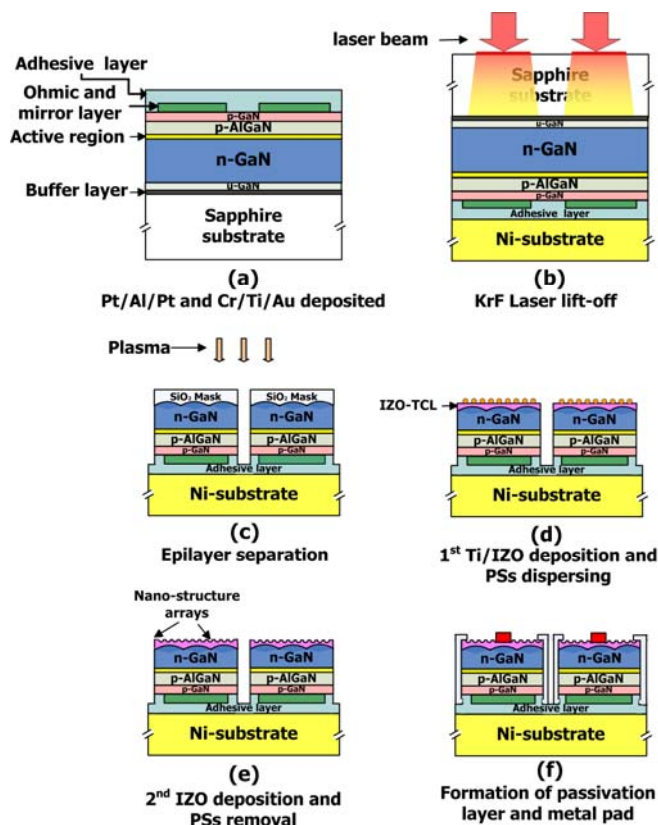 laser beam
Adhesive layer
Ohmic and
mirror layer
Active region
Buffer layer
p-GaN
p-AlGaN
n-GaN
u-GaN
Sapphire
substrate
(a)
Pt/Al/Pt and Cr/Ti/Au deposited
Sapphire
substrate
u-GaN
n-GaN
p-AlGaN
p-GaN
Adhesive layer
Ni-substrate
(b)
KrF Laser lift-off
Plasma
SiO₂ Mask
SiO₂ Mask
n-GaN
n-GaN
p-AlGaN
p-AlGaN
p-GaN
p-GaN
Adhesive layer
Ni-substrate
(c)
Epilayer separation
IZO-TCL
n-GaN
n-GaN
p-AlGaN
p-AlGaN
p-GaN
p-GaN
Adhesive layer
Ni-substrate
(d)
1st Ti/IZO deposition and
PSs dispersing
Nano-structure
arrays
n-GaN
n-GaN
p-AlGaN
p-AlGaN
p-GaN
p-GaN
Adhesive layer
Ni-substrate
(e)
2nd IZO deposition and
PSs removal
n-GaN
n-GaN
p-AlGaN
p-AlGaN
p-GaN
p-GaN
Adhesive layer
Ni-substrate
(f)
Formation of passivation
layer and metal pad